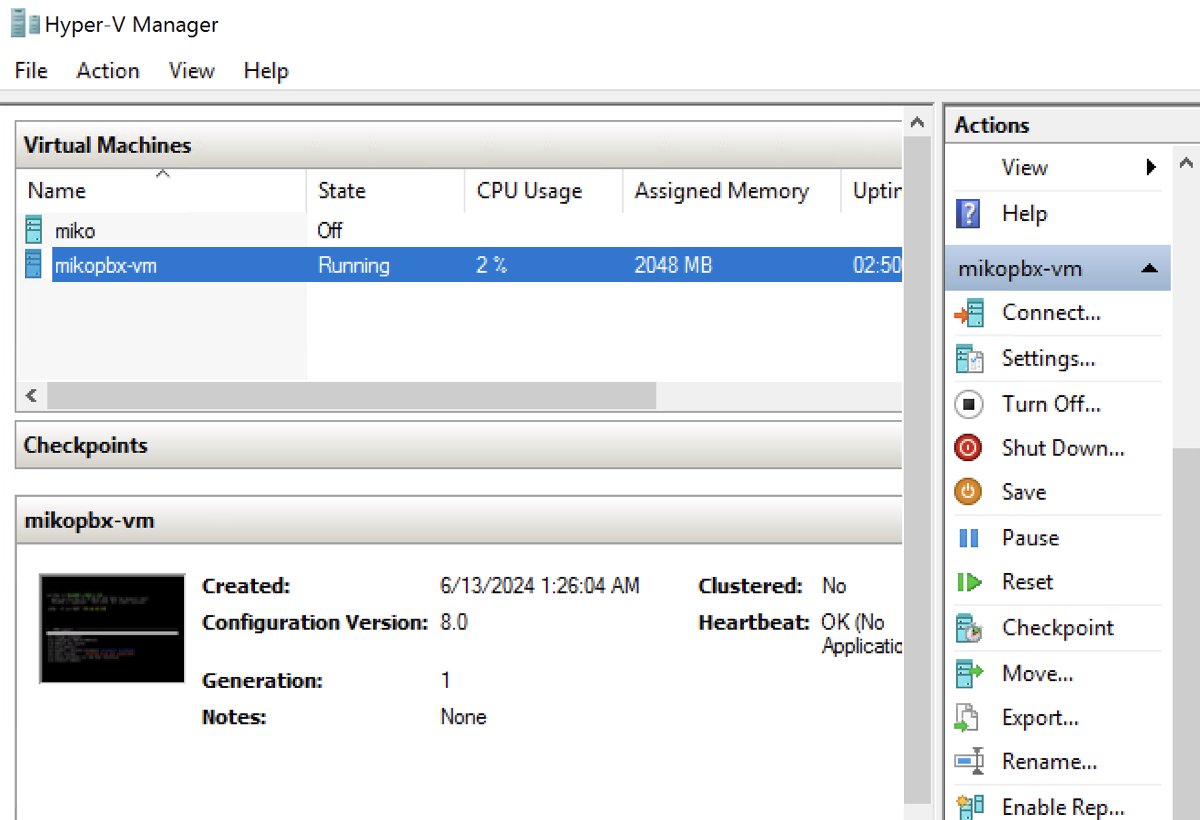 Hyper-V Manager
File Action View Help
Virtual Machines
Name State CPU Usage Assigned Memory Uptir
miko Off
mikopbx-vm Running 2 % 2048 MB 02:50
Checkpoints
mikopbx-vm
Created: 6/13/2024 1:26:04 AM Clustered: No
Configuration Version: 8.0 Heartbeat: OK (No
Applicatio
Generation: 1
Notes: None
Actions
View
Help
mikopbx-vm
Connect...
Settings...
Turn Off...
Shut Down...
Save
Pause
Reset
Checkpoint
Move...
Export...
Rename...
Enable Rep...